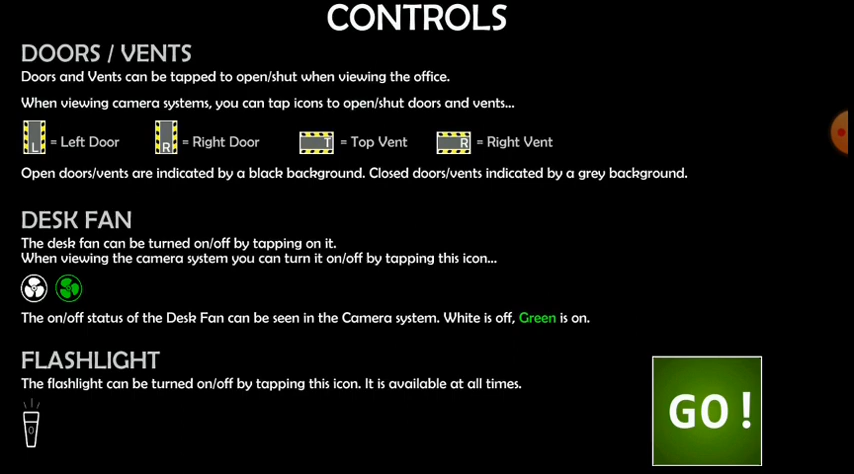 CONTROLS
DOORS / VENTS
Doors and Vents can be tapped to open/shut when viewing the office.
When viewing camera systems, you can tap icons to open/shut doors and vents...
L = Left Door R = Right Door T = Top Vent R = Right Vent
Open doors/vents are indicated by a black background. Closed doors/vents indicated by a grey background.
DESK FAN
The desk fan can be turned on/off by tapping on it.
When viewing the camera system you can turn it on/off by tapping this icon...
The on/off status of the Desk Fan can be seen in the Camera system. White is off, Green is on.
FLASHLIGHT
The flashlight can be turned on/off by tapping this icon. It is available at all times.
GO!